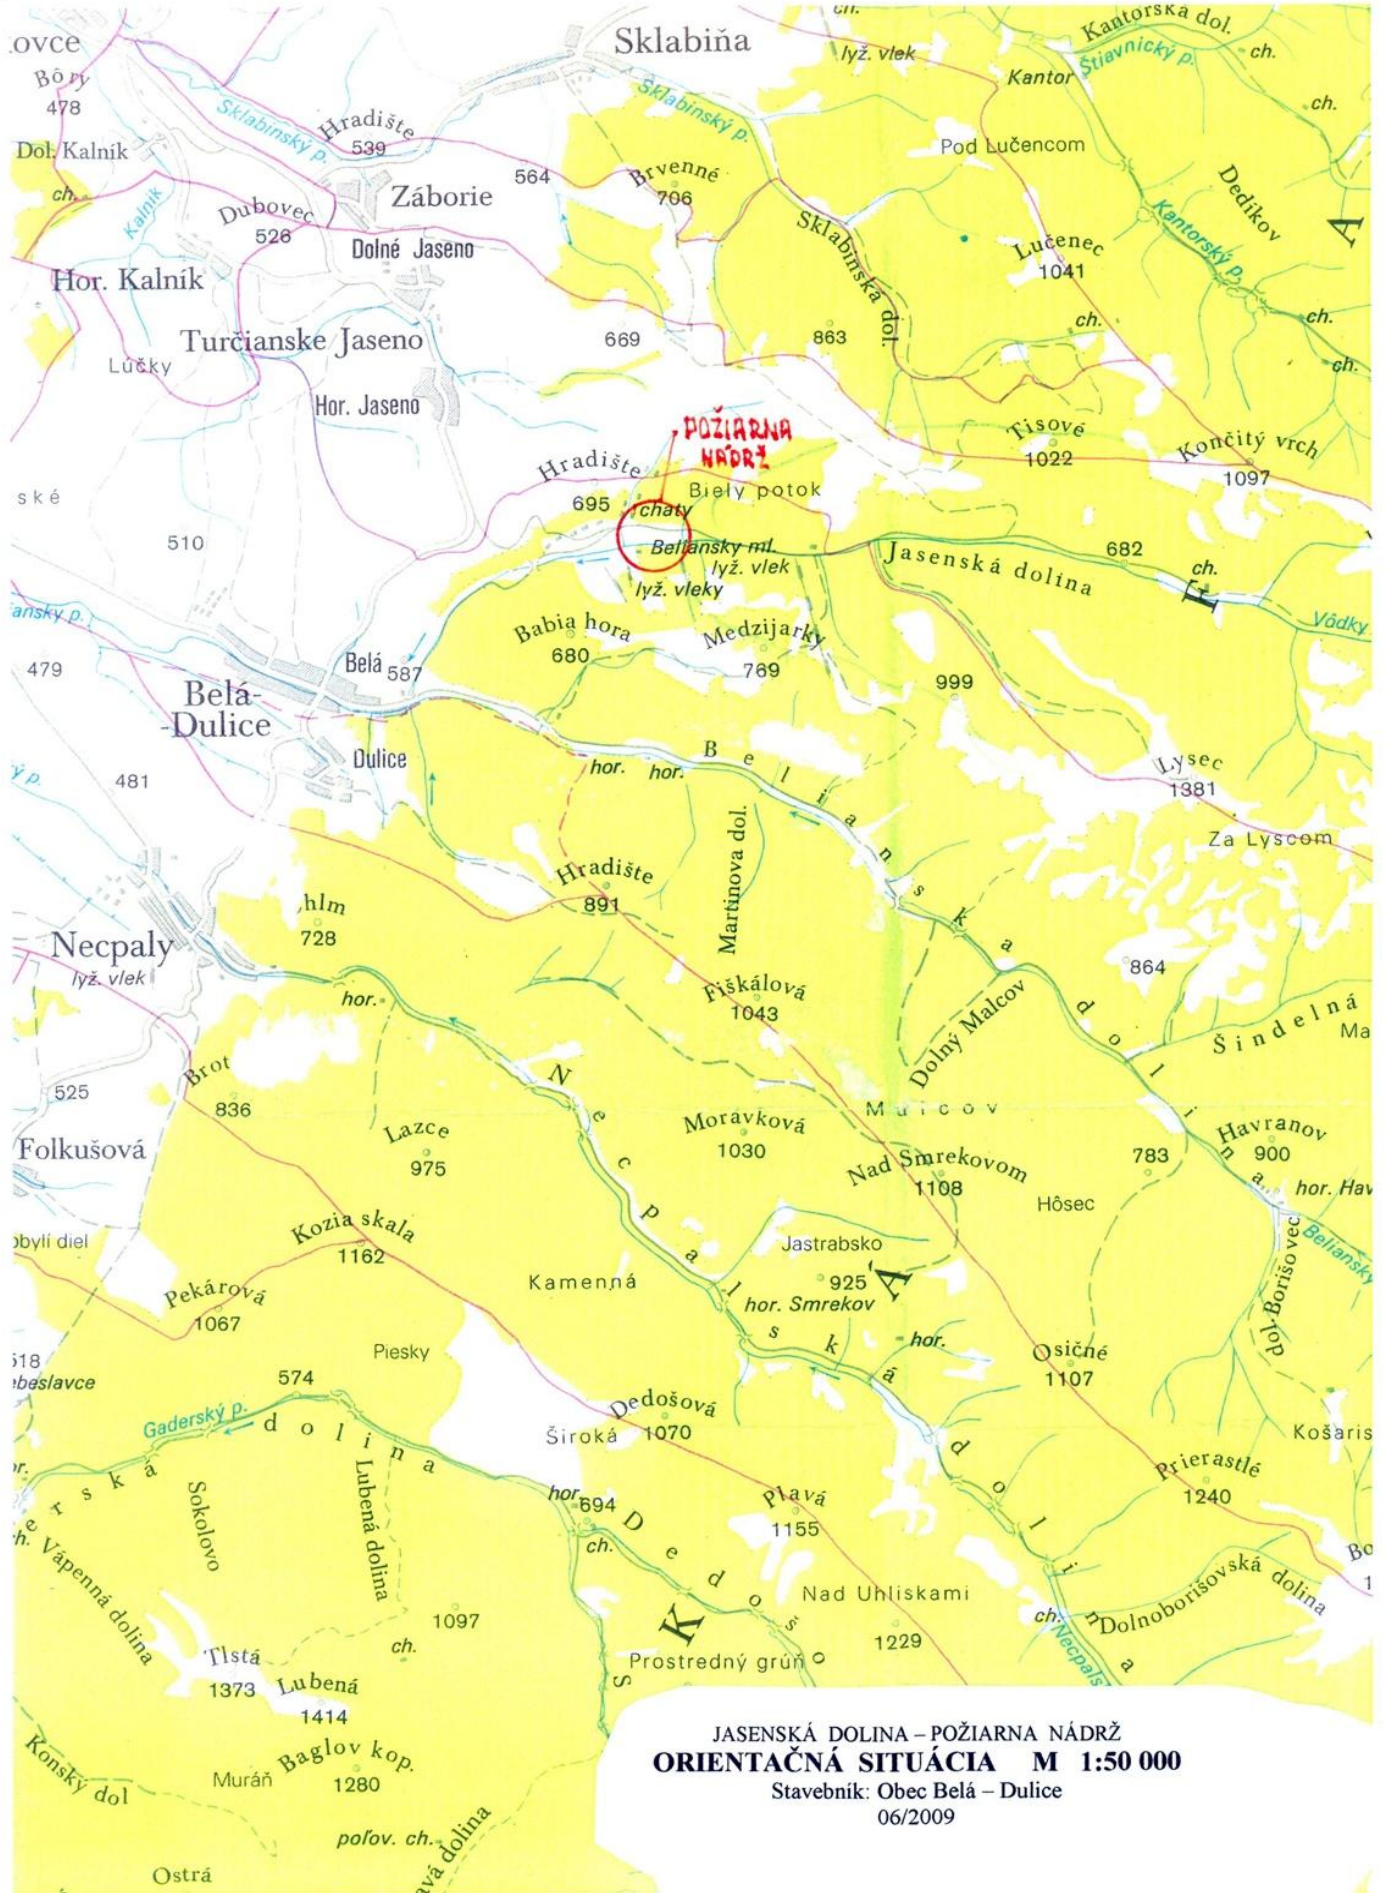 Sklabiňa
Kantorská dol.
ch.
lyž. vlek
Štiavnický p.
ch.
Kantor
ch.
Bôry
478
Sklabinský p.
Sklabinský p.
Hradište
539
Dol. Kalník
Pod Lučencom
564
Brvenné
706
Dedikov
ch.
Kalník
Záborie
Dubovec
526
Dolné Jaseno
Sklabinská dol.
Kantorský p.
A
Lučenec
1041
Hor. Kalník
ch.
ch.
ch.
Turčianske Jaseno
669
863
Lúčky
Hor. Jaseno
POŽIARNA
NÁDRŽ
Tisové
1022
Končitý vrch
1097
Hradište
695
Biely potok
chaty
ské
510
Beliansky ml.
lyž. vlek
lyž. vleky
Jasenská dolina
682
ch.
F
Vôdky
Babia hora
680
Medzijarky
769
479
Belá
587
999
Belá-
-Dulice
Dulice
Belianska dolina
hor.
hor.
Lysec
1381
481
Martinova dol.
Za Lyscom
Hradište
891
728
Necpaly
lyž. vlek
864
hor.
Fiškálová
1043
Dolný Malcov
Šindelná
Ma
Brot
836
525
Necpalská dolina
Lazce
975
Moravková
1030
Havranov
900
Folkušová
Nad Smrekovom
1108
783
Hôsec
hor. Hav
Kozia skala
1162
Jastrabsko
925
Á
Beliansky
dol. Borišovec
Pekárová
1067
Kamenná
hor. Smrekov
hor.
Piesky
Osičné
1107
574
Gaderský p.
dolina
Dedošová
1070
Široká
Košaris
Prierastlé
1240
Sokolovo
Lubená dolina
hor.
694
ch.
Plavá
1155
Vápenná dolina
Nad Uhliskami
Dolnoborišovská dolina
1097
ch.
K
1229
ch.
Tlstá
1373
Lubená
1414
Prostredný grúň
Konský dol
Muráň
Baglov kop.
1280
poľov. ch.
Ostrá
JASENSKÁ DOLINA – POŽIARNA NÁDRŽ
ORIENTAČNÁ SITUÁCIA M 1:50 000
Stavebník: Obec Belá – Dulice
06/2009